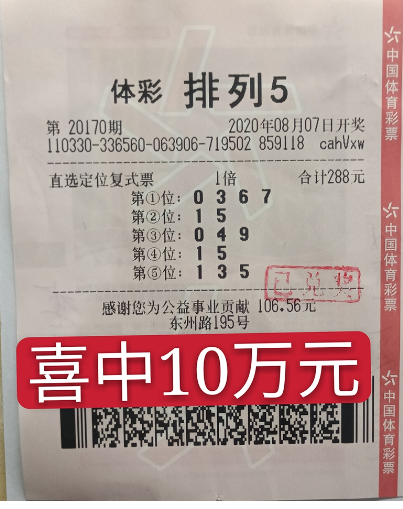 体彩 排列5
第 20170期 2020年08月07日开奖
110330-336560-063906-719502 859118 cahVxw
直选定位复式票 1倍 合计288元
第①位: 0 3 6 7
第②位: 1 5
第③位: 0 4 9
第④位: 1 5
第⑤位: 1 3 5
已兑奖
感谢您为公益事业贡献 106.56元
东州路195号
喜中10万元
中国体育彩票
中国体育彩票
中国体育彩票